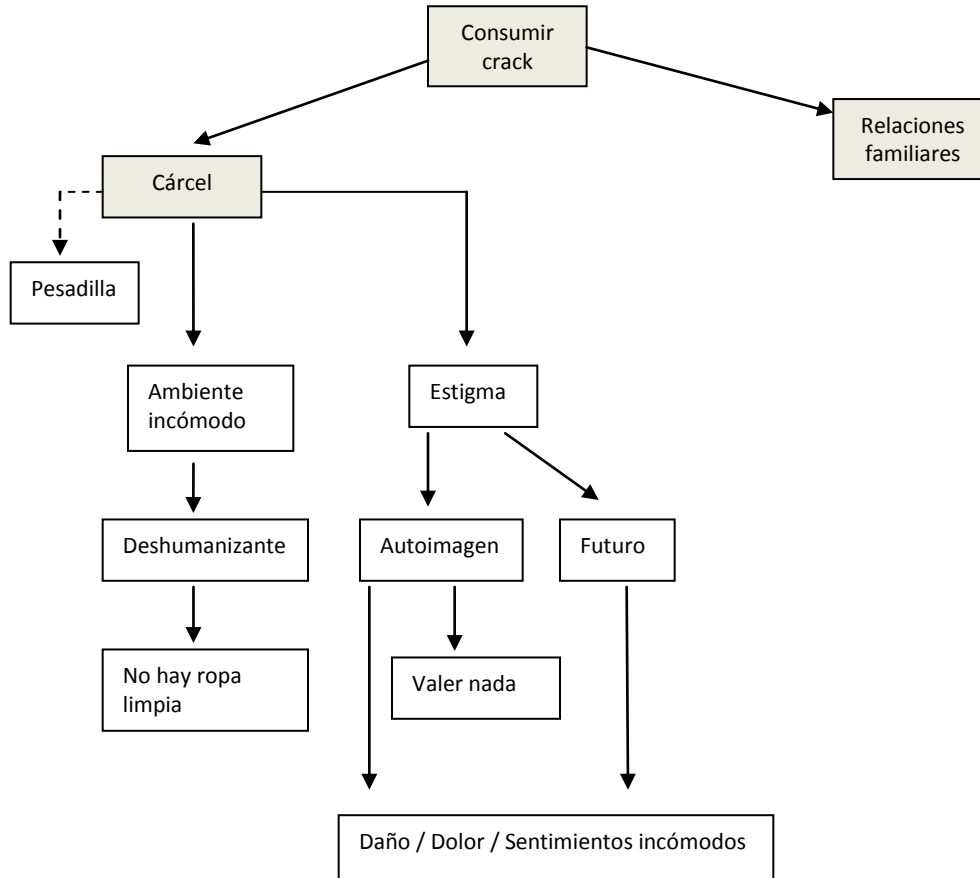 Consumir
crack
Relaciones
familiares
Cárcel
Pesadilla
Ambiente
incómodo
Estigma
Deshumanizante
Autoimagen
Futuro
No hay ropa
limpia
Valer nada
Daño / Dolor / Sentimientos incómodos